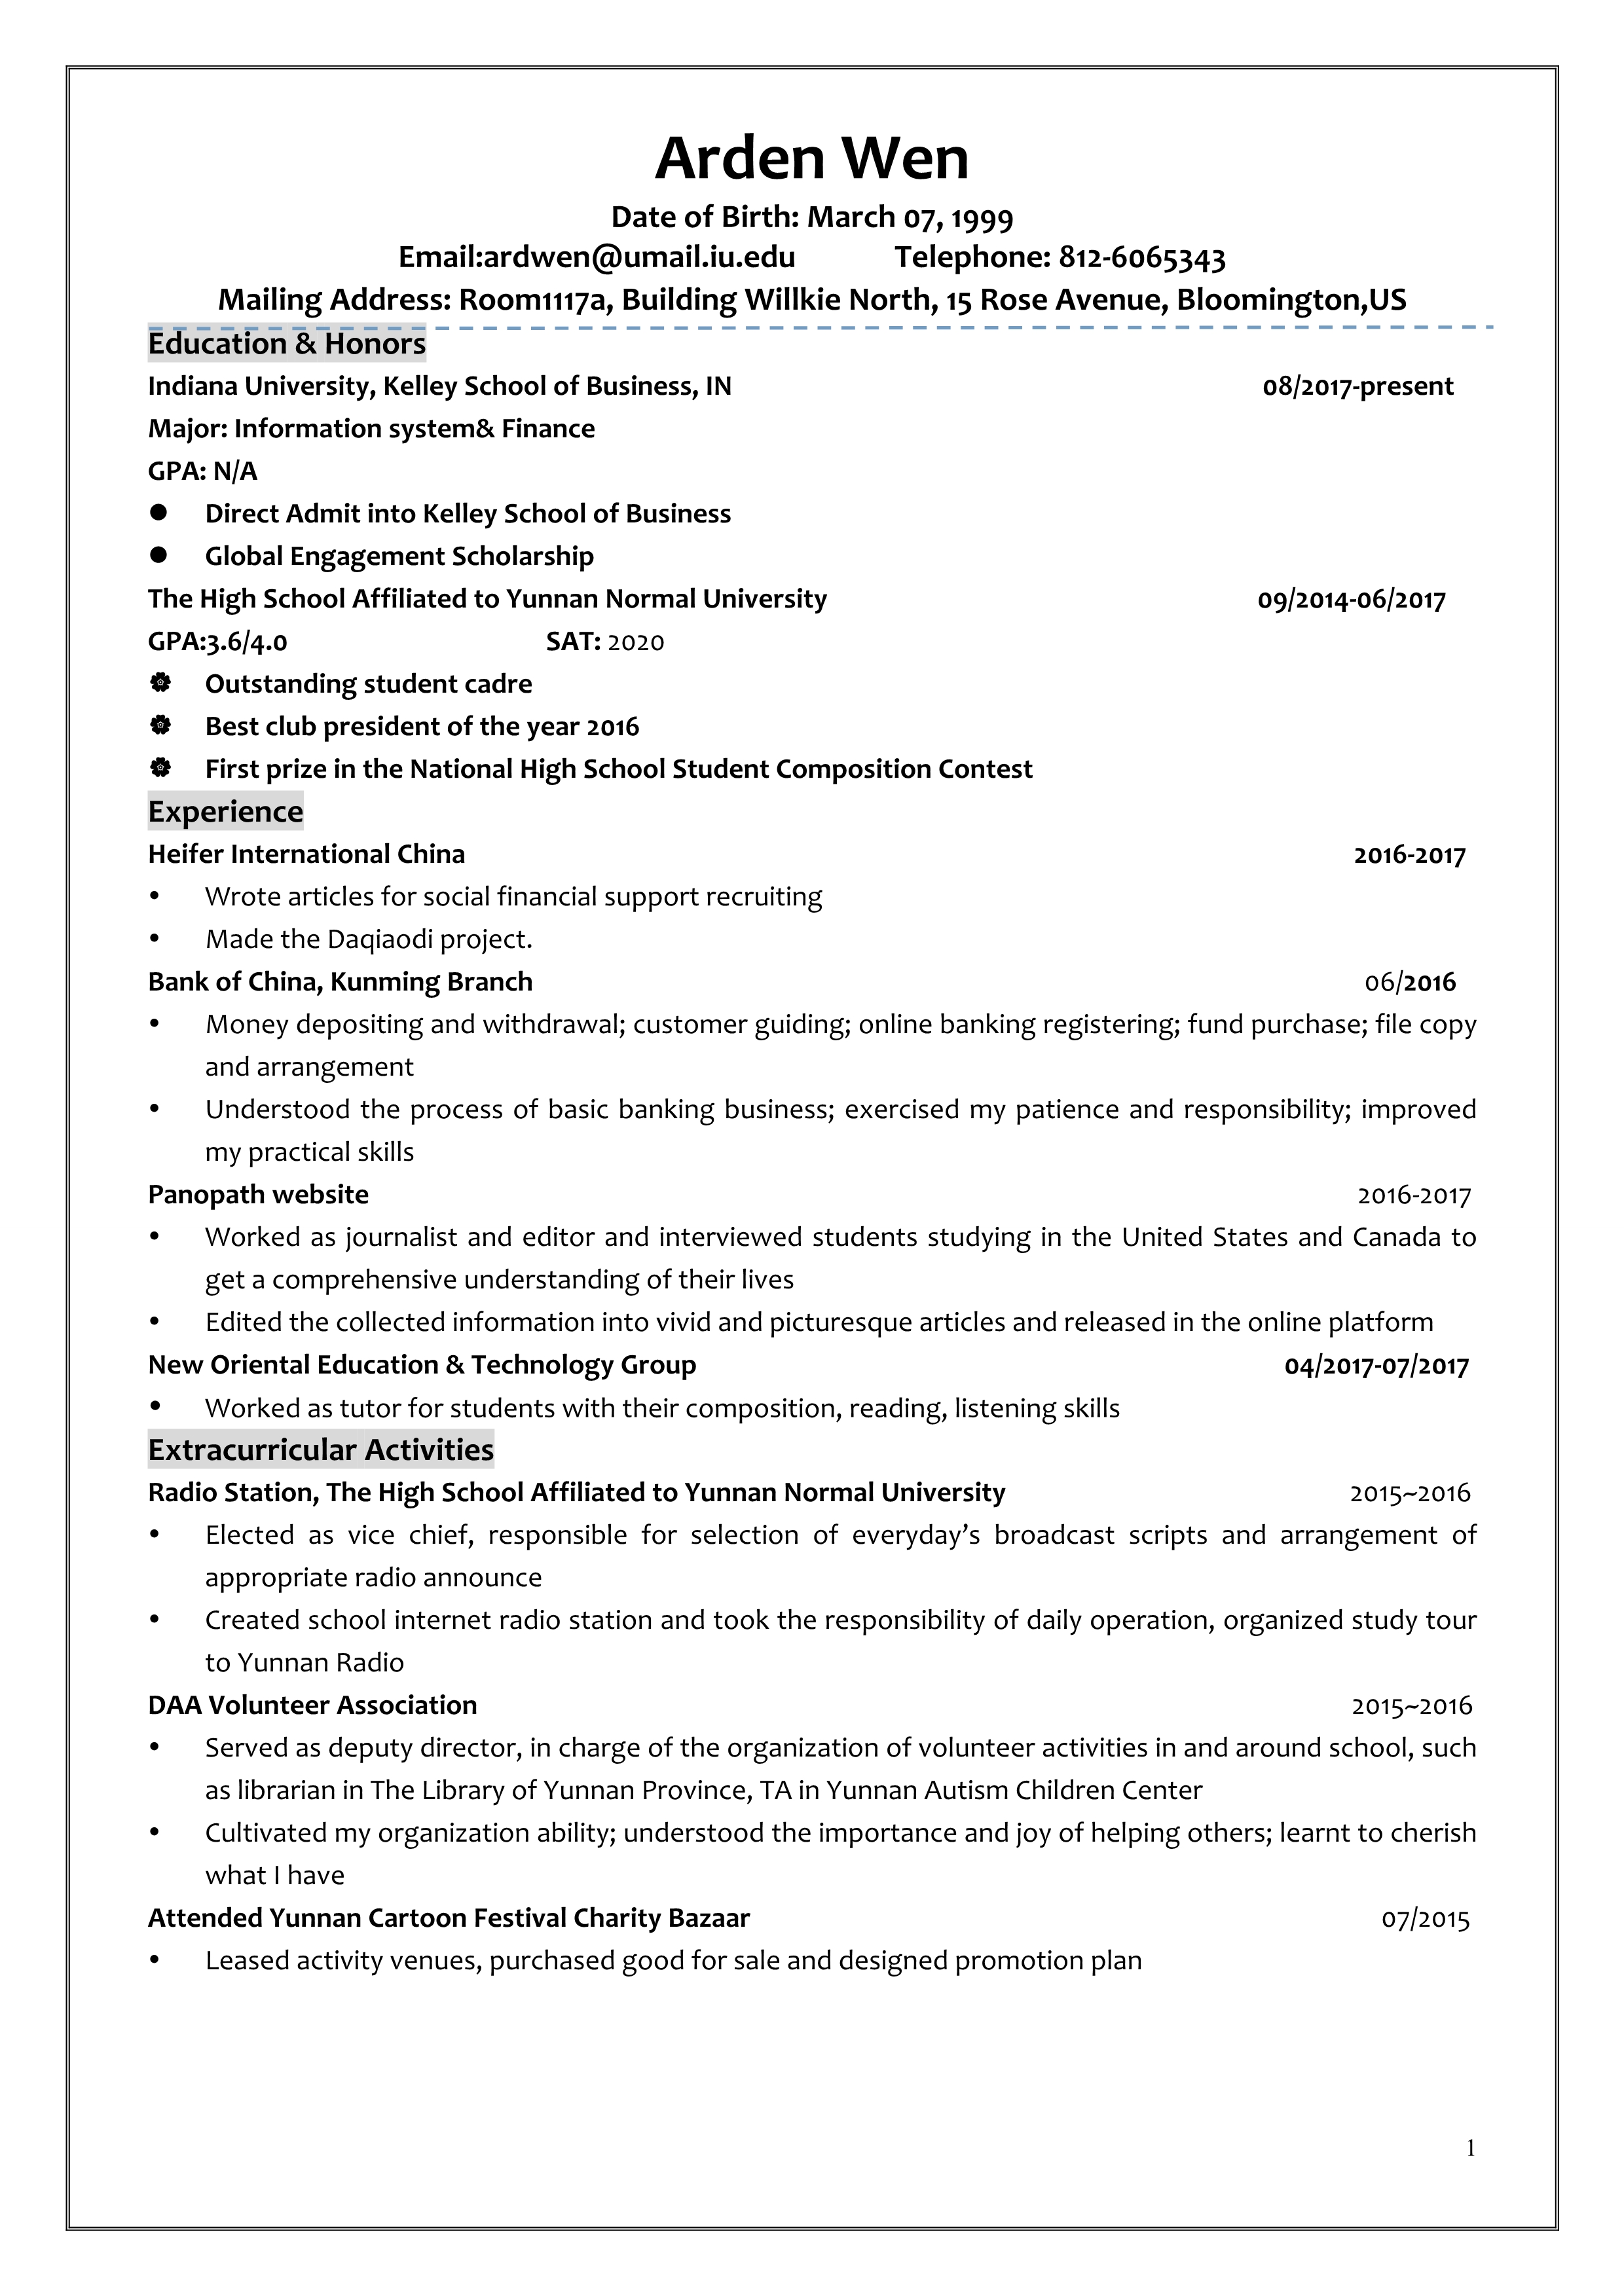 Arden Wen
Date of Birth: March 07, 1999
Email:ardwen@umail.iu.edu Telephone: 812-6065343
Mailing Address: Room1117a, Building Willkie North, 15 Rose Avenue, Bloomington,US
Education & Honors
Indiana University, Kelley School of Business, IN 08/2017-present
Major: Information system& Finance
GPA: N/A
● Direct Admit into Kelley School of Business
● Global Engagement Scholarship
The High School Affiliated to Yunnan Normal University 09/2014-06/2017
GPA:3.6/4.0 SAT: 2020
Outstanding student cadre
Best club president of the year 2016
First prize in the National High School Student Composition Contest
Experience
Heifer International China 2016-2017
• Wrote articles for social financial support recruiting
• Made the Daqiaodi project.
Bank of China, Kunming Branch 06/2016
• Money depositing and withdrawal; customer guiding; online banking registering; fund purchase; file copy
and arrangement
• Understood the process of basic banking business; exercised my patience and responsibility; improved
my practical skills
Panopath website 2016-2017
• Worked as journalist and editor and interviewed students studying in the United States and Canada to
get a comprehensive understanding of their lives
• Edited the collected information into vivid and picturesque articles and released in the online platform
New Oriental Education & Technology Group 04/2017-07/2017
• Worked as tutor for students with their composition, reading, listening skills
Extracurricular Activities
Radio Station, The High School Affiliated to Yunnan Normal University 2015~2016
• Elected as vice chief, responsible for selection of everyday’s broadcast scripts and arrangement of
appropriate radio announce
• Created school internet radio station and took the responsibility of daily operation, organized study tour
to Yunnan Radio
DAA Volunteer Association 2015~2016
• Served as deputy director, in charge of the organization of volunteer activities in and around school, such
as librarian in The Library of Yunnan Province, TA in Yunnan Autism Children Center
• Cultivated my organization ability; understood the importance and joy of helping others; learnt to cherish
what I have
Attended Yunnan Cartoon Festival Charity Bazaar 07/2015
• Leased activity venues, purchased good for sale and designed promotion plan
1